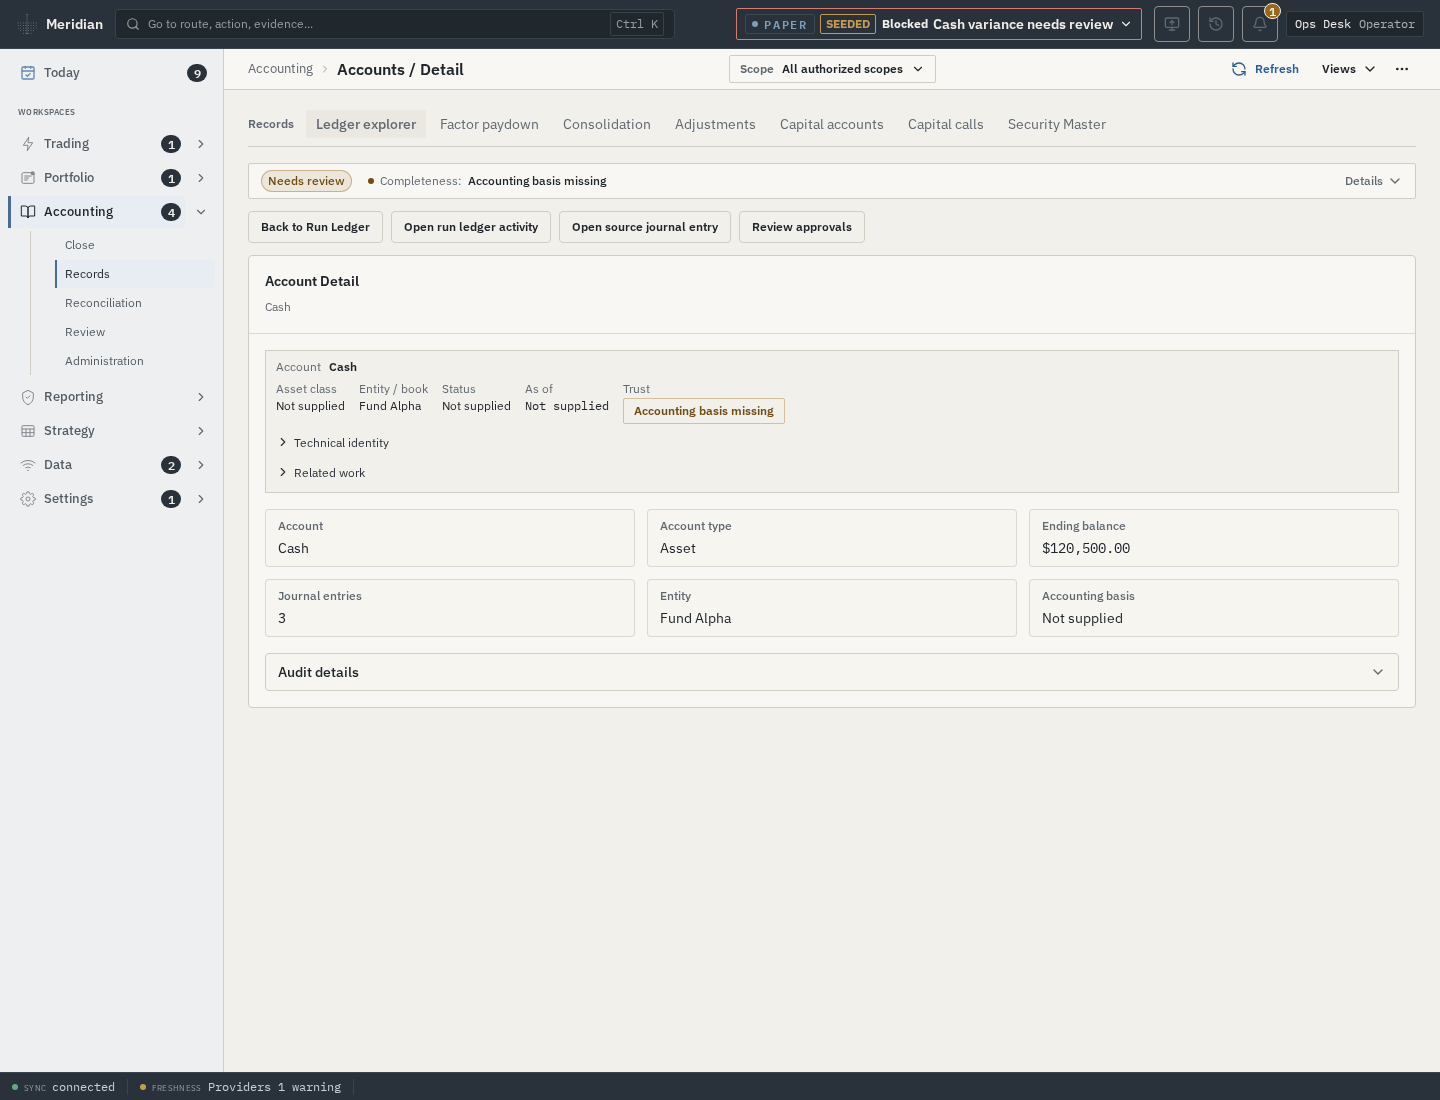 Meridian
Go to route, action, evidence...
Ctrl K
PAPER
SEEDED
Blocked Cash variance needs review
1
Ops Desk Operator
Today
9
WORKSPACES
Trading
1
Portfolio
1
Accounting
4
Close
Records
Reconciliation
Review
Administration
Reporting
Strategy
Data
2
Settings
1
Accounting
Accounts / Detail
Scope All authorized scopes
Refresh
Views
Records
Ledger explorer
Factor paydown
Consolidation
Adjustments
Capital accounts
Capital calls
Security Master
Needs review
Completeness: Accounting basis missing
Details
Back to Run Ledger
Open run ledger activity
Open source journal entry
Review approvals
Account Detail
Cash
Account Cash
Asset class
Not supplied
Entity / book
Fund Alpha
Status
Not supplied
As of
Not supplied
Trust
Accounting basis missing
Technical identity
Related work
Account
Cash
Account type
Asset
Ending balance
$120,500.00
Journal entries
3
Entity
Fund Alpha
Accounting basis
Not supplied
Audit details
SYNC connected
FRESHNESS Providers 1 warning